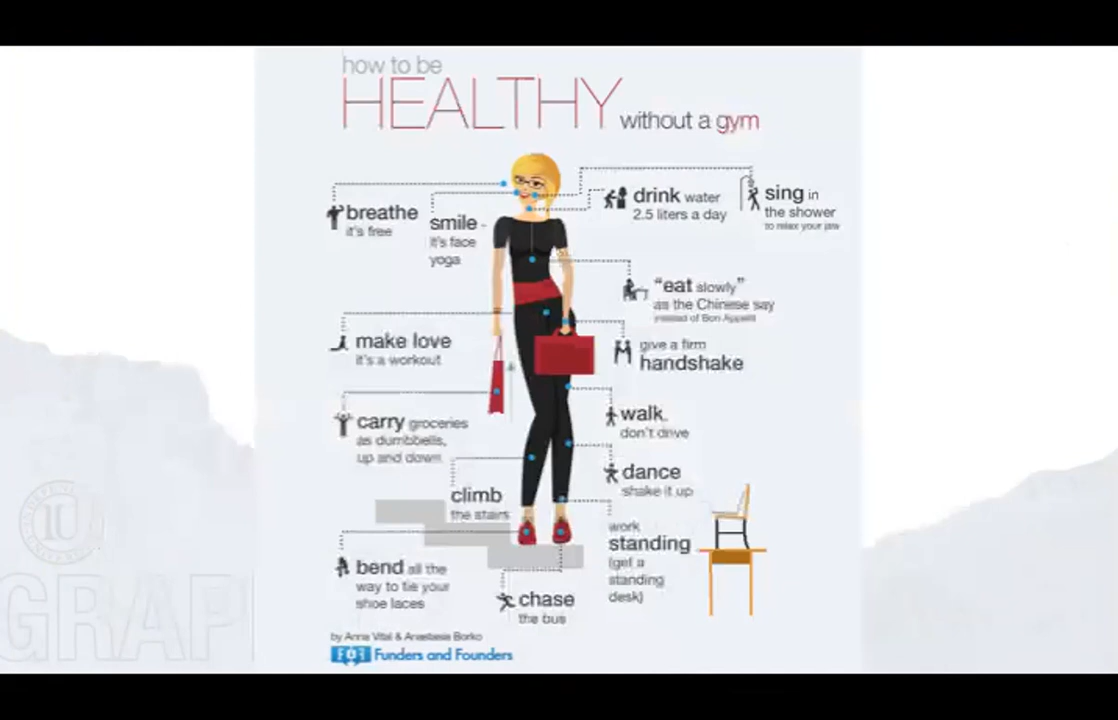 how to be
HEALTHY without a gym
breathe
it's free
smile -
it's face
yoga
drink water
2.5 liters a day
sing in
the shower
to relax your jaw
"eat slowly"
as the Chinese say
instead of Bon Appetit
make love
it's a workout
give a firm
handshake
carry groceries
as dumbbells,
up and down
walk,
don't drive
dance
shake it up
climb
the stairs
work
standing
(get a
standing
desk)
bend all the
way to tie your
shoe laces
chase
the bus
by Anna Vital & Anastasia Borko
Funders and Founders
GRAP